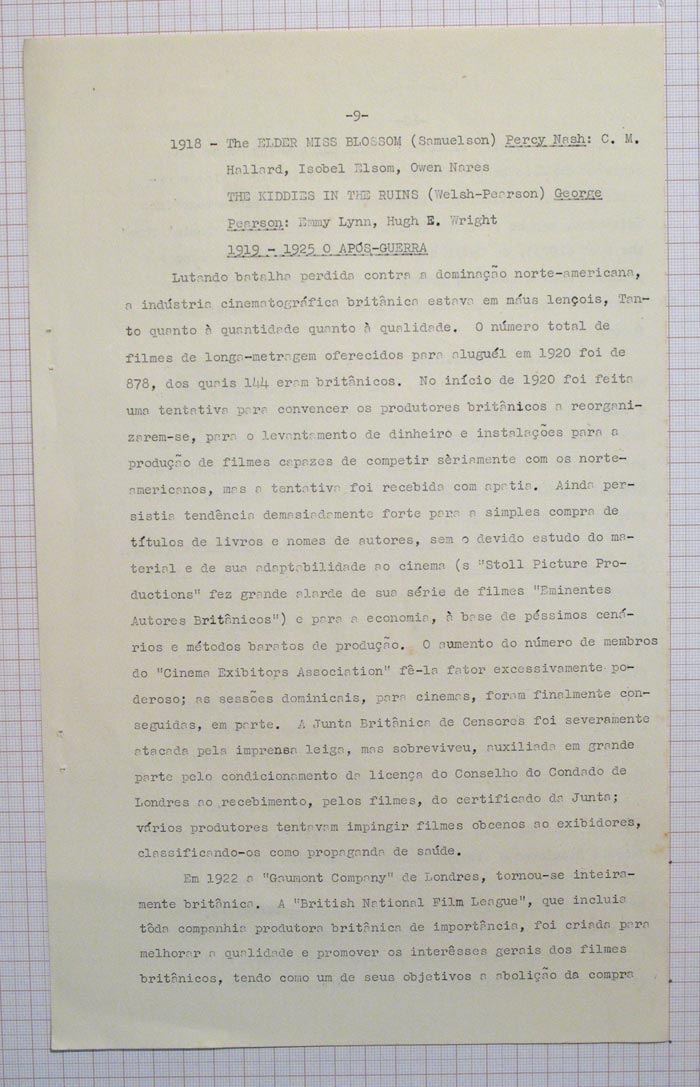 -9-
1918 - The ELDER MISS BLOSSOM (Samuelson) Percy Nash: C. M.
Hallard, Isobel Elsom, Owen Nares
THE KIDDIES IN THE RUINS (Welsh-Pearson) George
Pearson: Emmy Lynn, Hugh E. Wright
1919 - 1925 O APÓS-GUERRA
Lutando batalha perdida contra a dominação norte-americana,
a indústria cinematográfica britânica estava em máus lençois, Tan-
to quanto à quantidade quanto à qualidade. O número total de
filmes de longa-metragem oferecidos para aluguél em 1920 foi de
878, dos quais 144 eram britânicos. No início de 1920 foi feita
uma tentativa para convencer os produtores britânicos a reorgani-
zarem-se, para o levantamento de dinheiro e instalações para a
produção de filmes capazes de competir sèriamente com os norte-
americanos, mas a tentativa foi recebida com apatia. Ainda per-
sistia tendência demasiadamente forte para a simples compra de
títulos de livros e nomes de autores, sem o devido estudo do ma-
terial e de sua adaptabilidade ao cinema (s "Stoll Picture Pro-
ductions" fez grande alarde de sua série de filmes "Eminentes
Autores Britânicos") e para a economia, à base de péssimos cená-
rios e métodos baratos de produção. O aumento do número de membros
do "Cinema Exibitors Association" fê-la fator excessivamente po-
deroso; as sessões dominicais, para cinemas, foram finalmente con-
seguidas, em parte. A Junta Britânica de Censores foi severamente
atacada pela imprensa leiga, mas sobreviveu, auxiliada em grande
parte pelo condicionamento da licença do Conselho do Condado de
Londres ao recebimento, pelos filmes, do certificado da Junta;
vários produtores tentavam impingir filmes obcenos ao exibidores,
classificando-os como propaganda de saúde.
Em 1922 a "Gaumont Company" de Londres, tornou-se inteira-
mente britânica. A "British National Film League", que incluia
tôda companhia produtora britânica de importância, foi criada para
melhorar a qualidade e promover os interêsses gerais dos filmes
britânicos, tendo como um de seus objetivos a abolição da compra